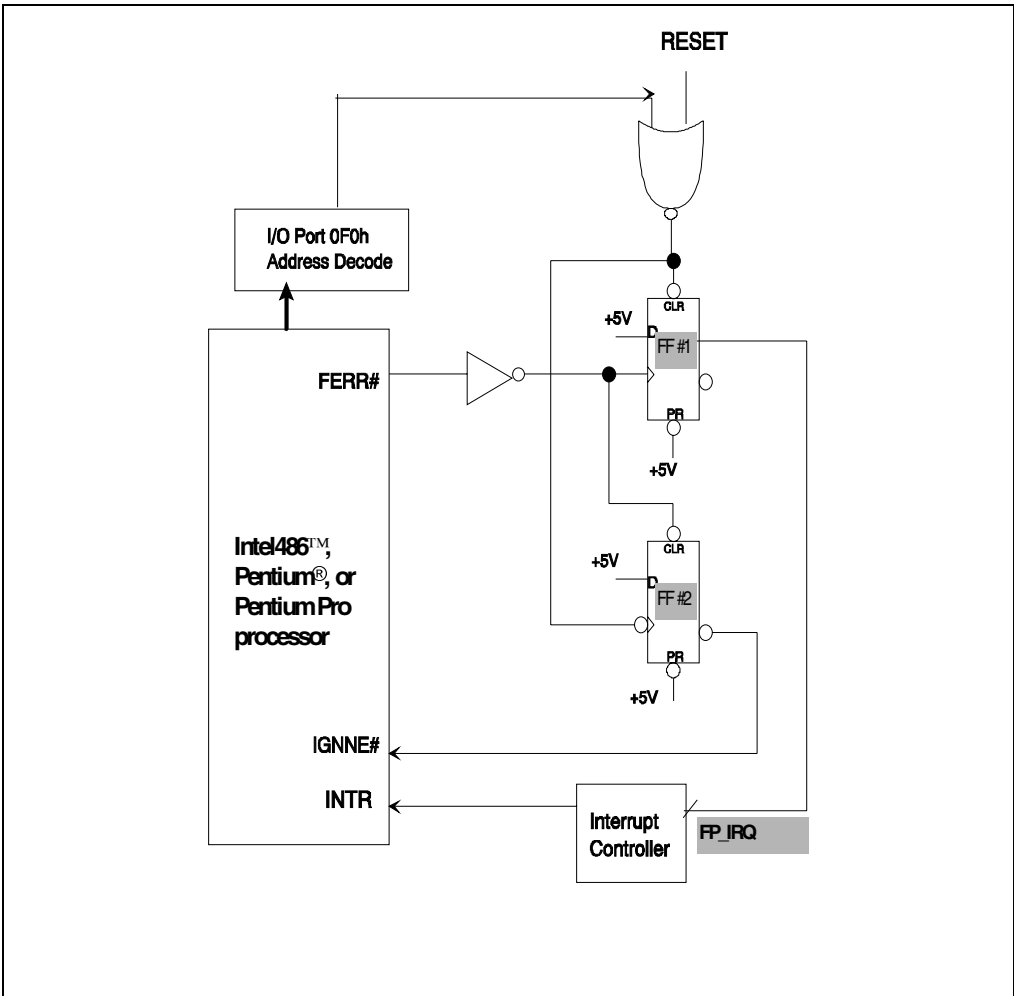 RESET
I/O Port 0F0h
Address Decode
CLR
+5V
D
FF #1
FERR#
PR
+5V
CLR
+5V
D
FF #2
Intel486™,
Pentium®, or
Pentium Pro
processor
PR
+5V
IGNNE#
INTR
Interrupt
Controller
FP_IRQ